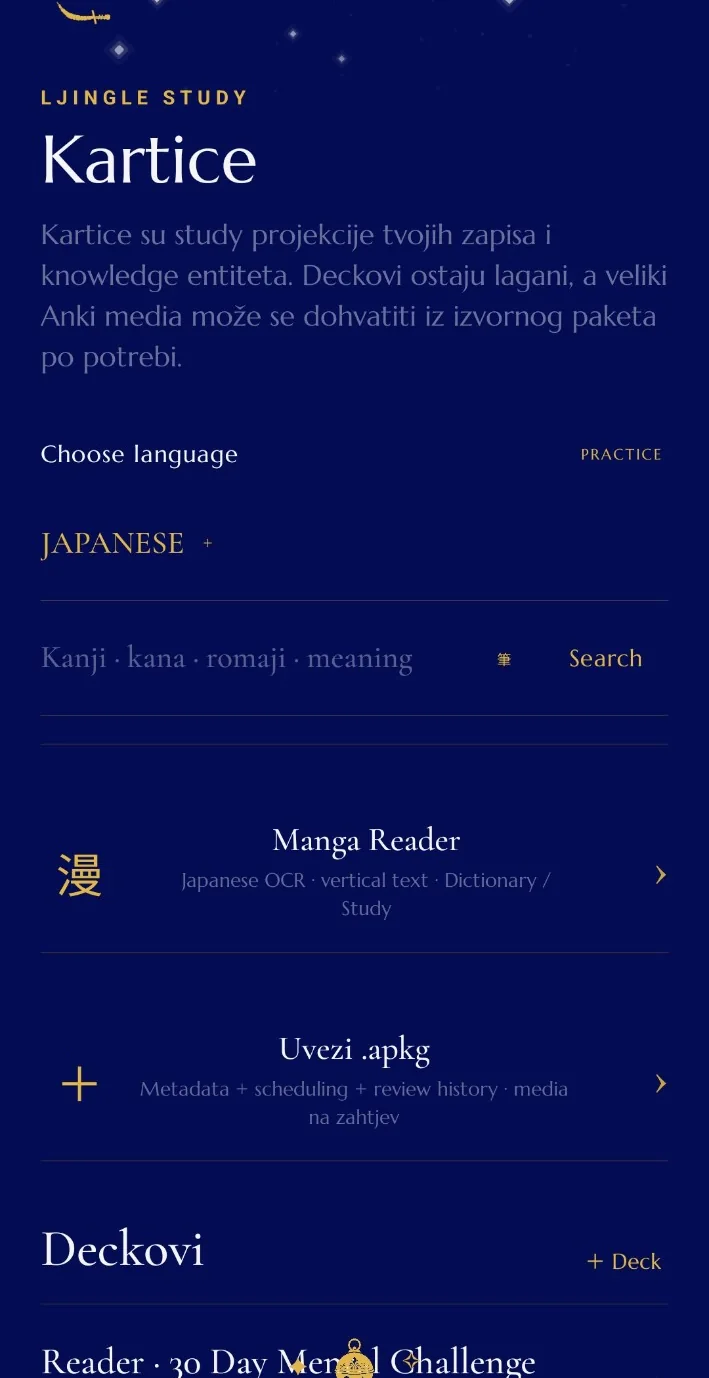 LJINGLE STUDY
Kartice
Kartice su study projekcije tvojih zapisa i
knowledge entiteta. Deckovi ostaju lagani, a veliki
Anki media može se dohvatiti iz izvornog paketa
po potrebi.
Choose language PRACTICE
JAPANESE +
Kanji · kana · romaji · meaning 筆 Search
Manga Reader
漫 Japanese OCR · vertical text · Dictionary / ›
Study
Uvezi .apkg
+ Metadata + scheduling + review history · media ›
na zahtjev
Deckovi + Deck
Reader · 30 Day Mental Challenge